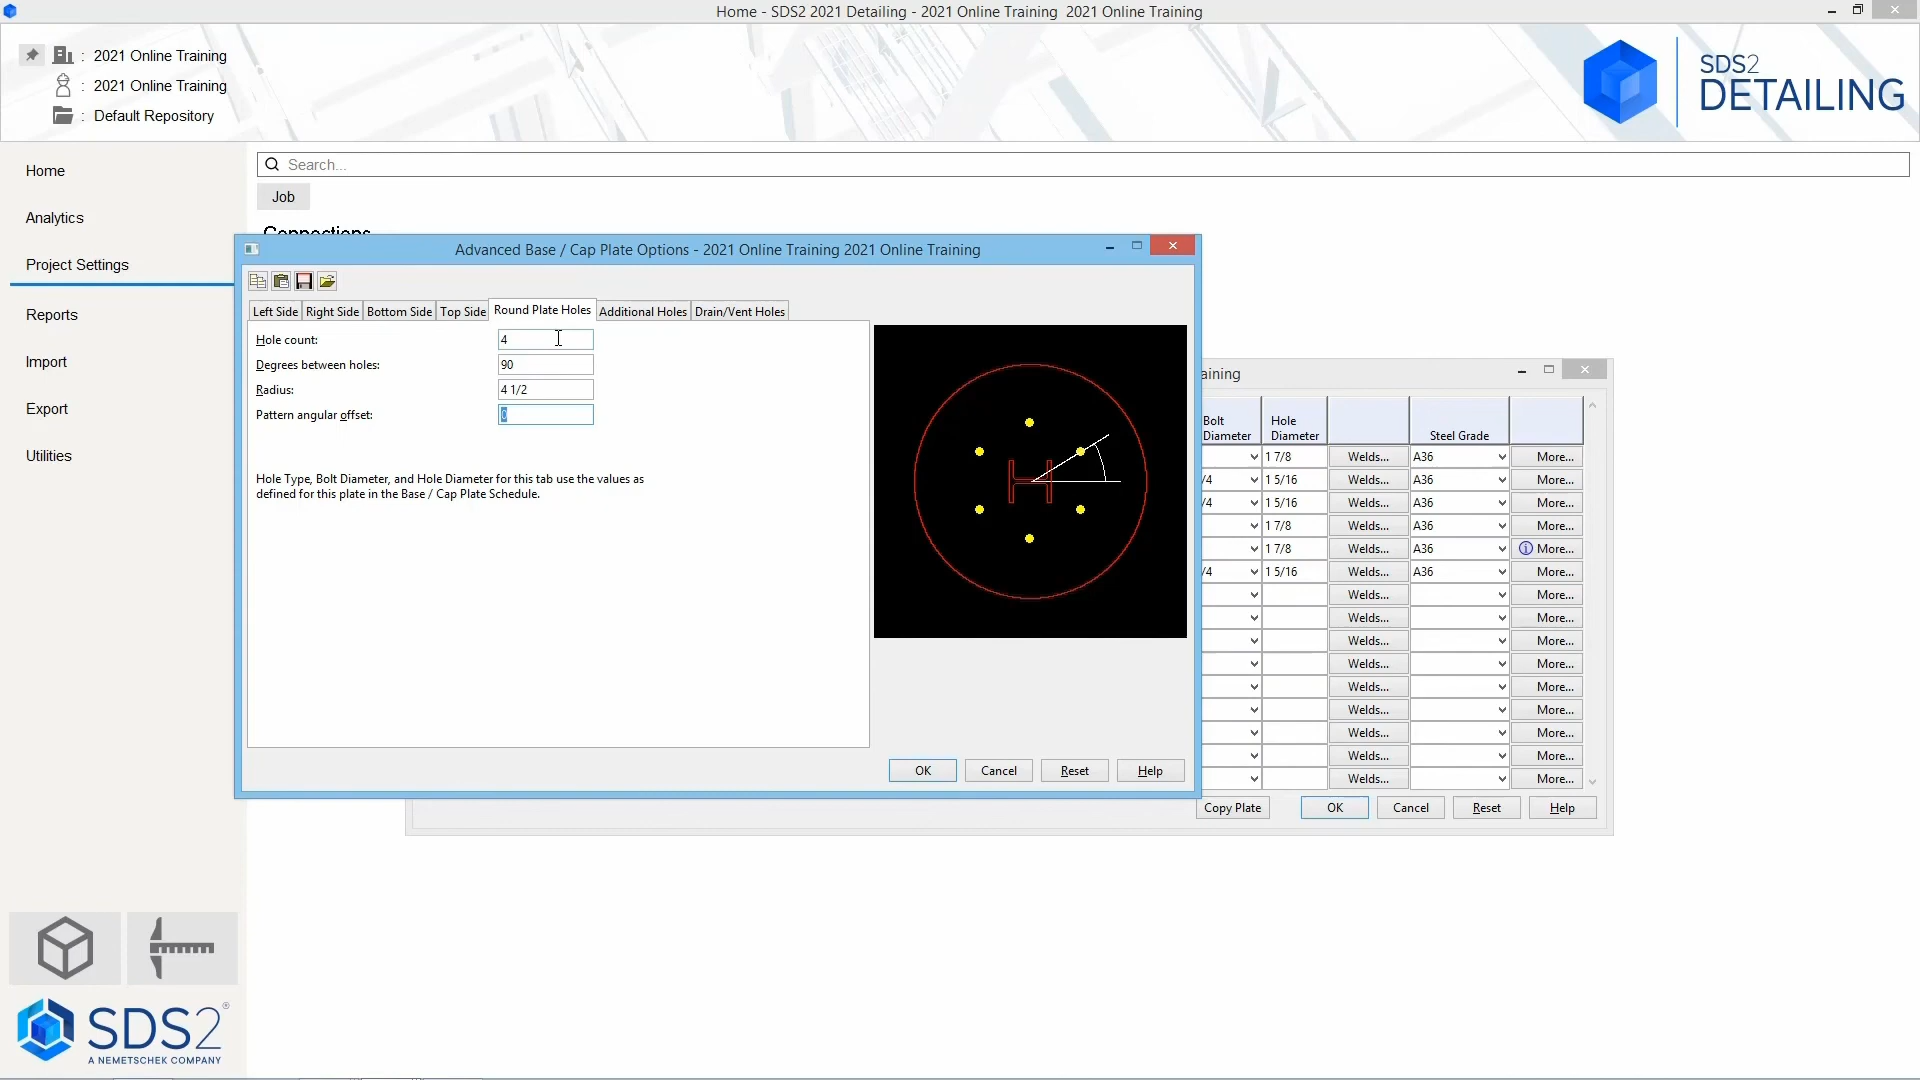 Home - SDS2 2021 Detailing - 2021 Online Training 2021 Online Training
: 2021 Online Training
: 2021 Online Training
: Default Repository
SDS2
DETAILING
Home
Analytics
Project Settings
Reports
Import
Export
Utilities
Search...
Job
Connections
Advanced Base / Cap Plate Options - 2021 Online Training 2021 Online Training
Left Side Right Side Bottom Side Top Side Round Plate Holes Additional Holes Drain/Vent Holes
Hole count: 4
Degrees between holes: 90
Radius: 4 1/2
Pattern angular offset: 0
Hole Type, Bolt Diameter, and Hole Diameter for this tab use the values as
defined for this plate in the Base / Cap Plate Schedule.
OK Cancel Reset Help
aining
Bolt Diameter Hole Diameter Steel Grade
1 7/8 Welds... A36 More...
/4 1 5/16 Welds... A36 More...
/4 1 5/16 Welds... A36 More...
1 7/8 Welds... A36 More...
1 7/8 Welds... A36 i More...
/4 1 5/16 Welds... A36 More...
Welds... More...
Welds... More...
Welds... More...
Welds... More...
Welds... More...
Welds... More...
Welds... More...
Welds... More...
Welds... More...
Copy Plate OK Cancel Reset Help
SDS2®
A NEMETSCHEK COMPANY